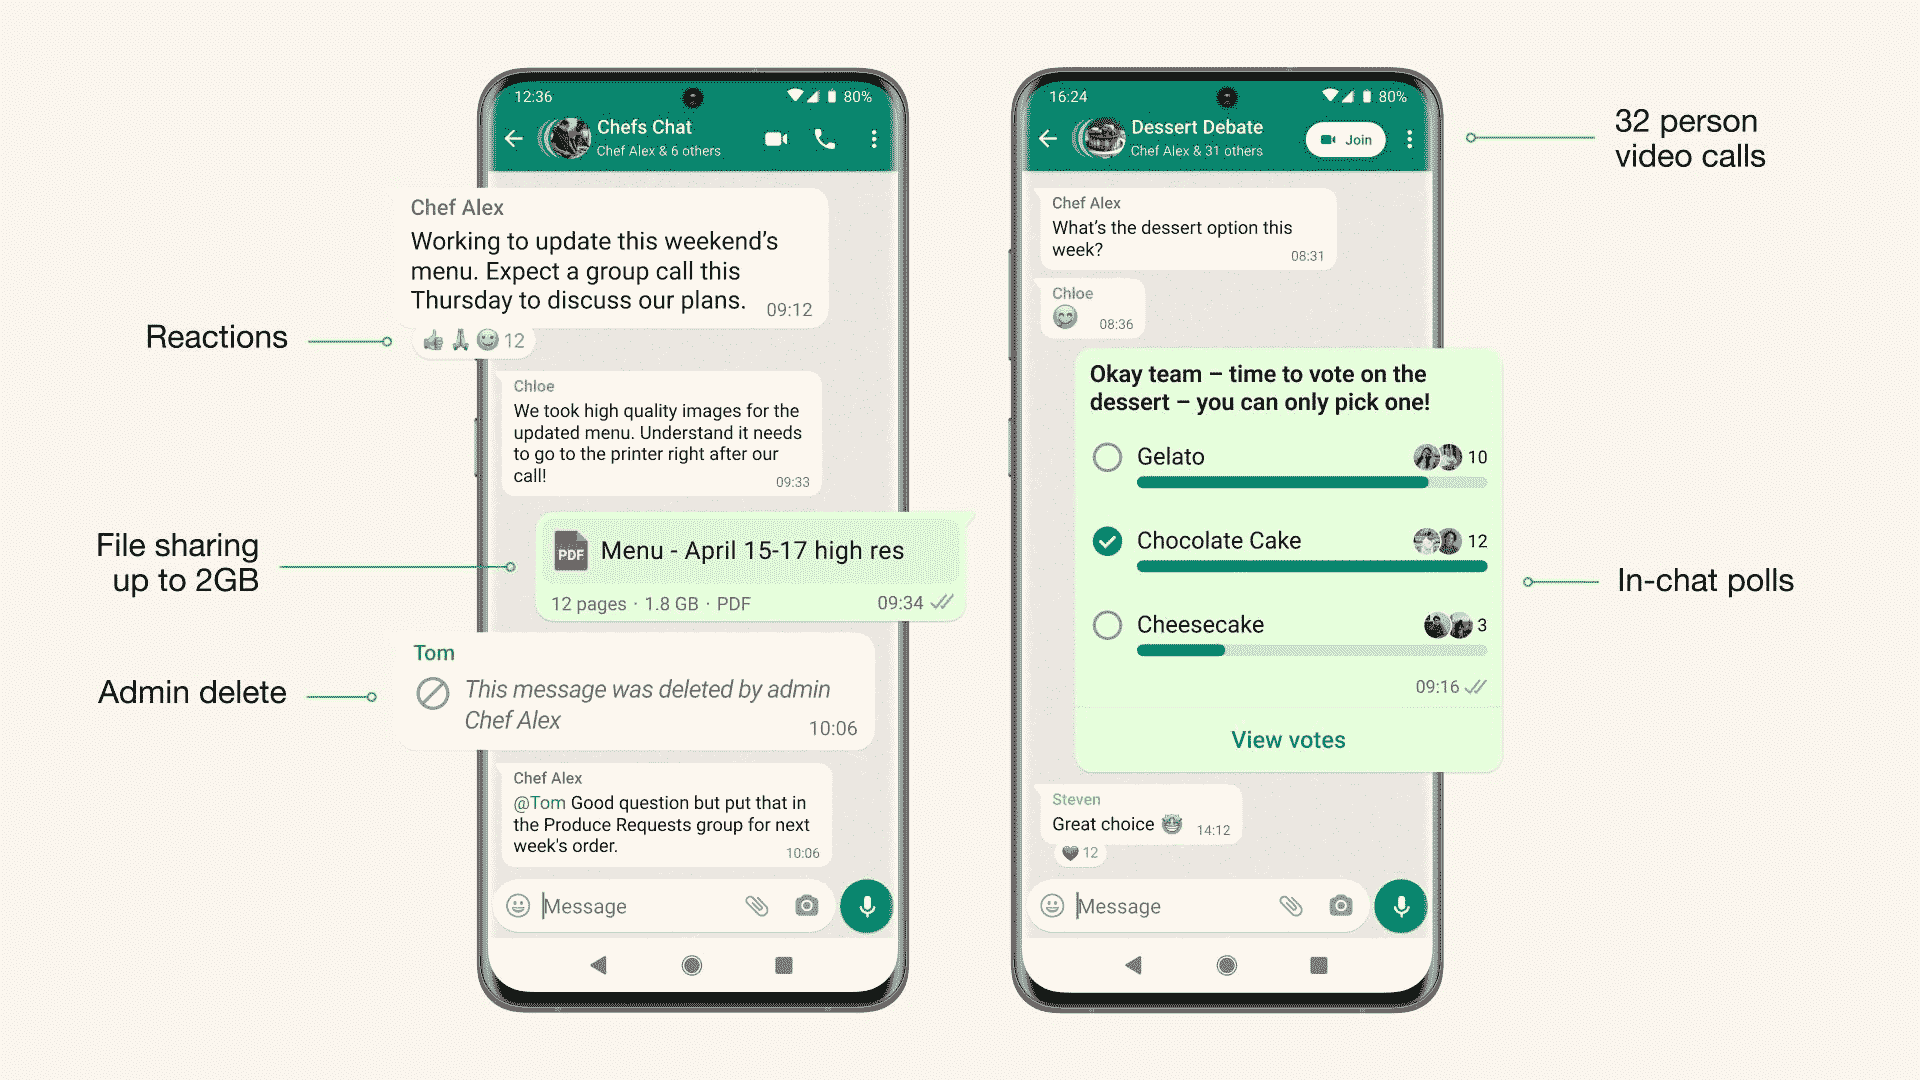 12:36
80%
Chefs Chat
Chef Alex & 6 others
Chef Alex
Working to update this weekend's
menu. Expect a group call this
Thursday to discuss our plans.
09:12
Reactions
12
Chloe
We took high quality images for the
updated menu. Understand it needs
to go to the printer right after our
call!
09:33
File sharing
up to 2GB
PDF
Menu - April 15-17 high res
12 pages · 1.8 GB · PDF
09:34
Admin delete
Tom
This message was deleted by admin
Chef Alex
10:06
Chef Alex
@Tom Good question but put that in
the Produce Requests group for next
week's order.
10:06
Message
16:24
80%
Dessert Debate
Chef Alex & 31 others
Join
32 person
video calls
Chef Alex
What's the dessert option this
week?
08:31
Chloe
08:36
Okay team – time to vote on the
dessert – you can only pick one!
Gelato
10
Chocolate Cake
12
Cheesecake
3
09:16
View votes
In-chat polls
Steven
Great choice
14:12
12
Message